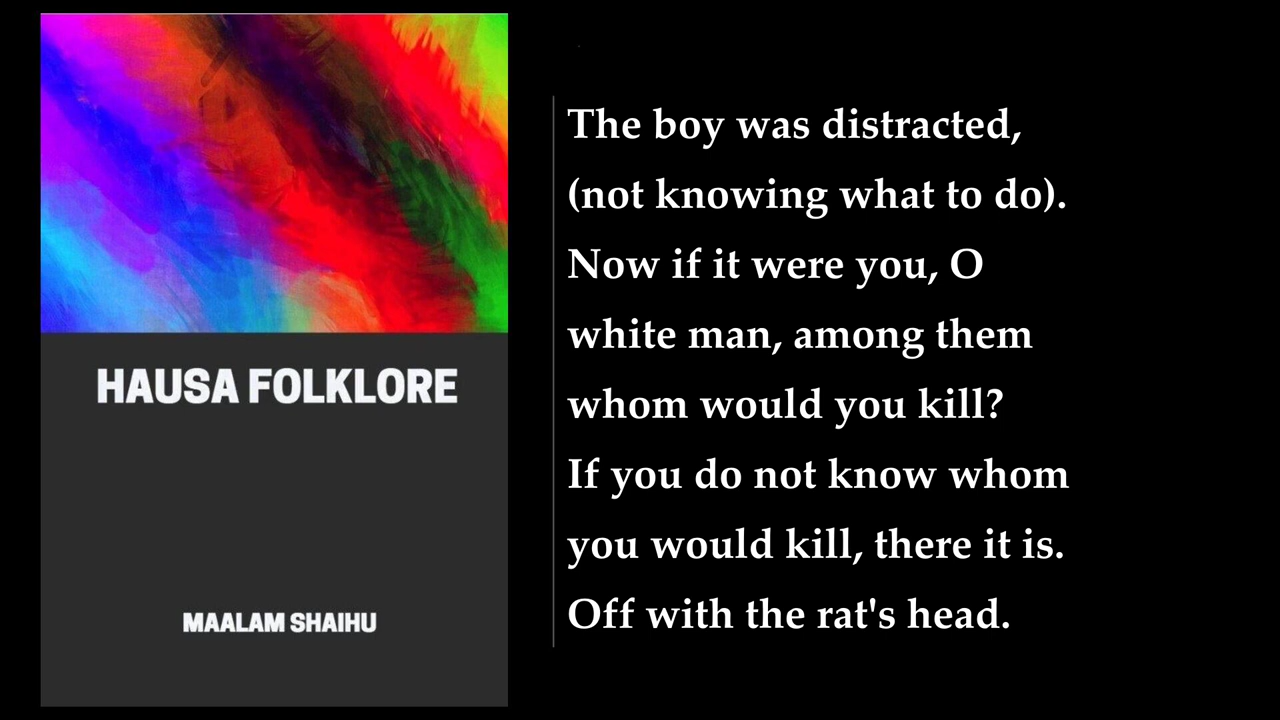 HAUSA FOLKLORE
MAALAM SHAIHU
The boy was distracted,
(not knowing what to do).
Now if it were you, O
white man, among them
whom would you kill?
If you do not know whom
you would kill, there it is.
Off with the rat's head.